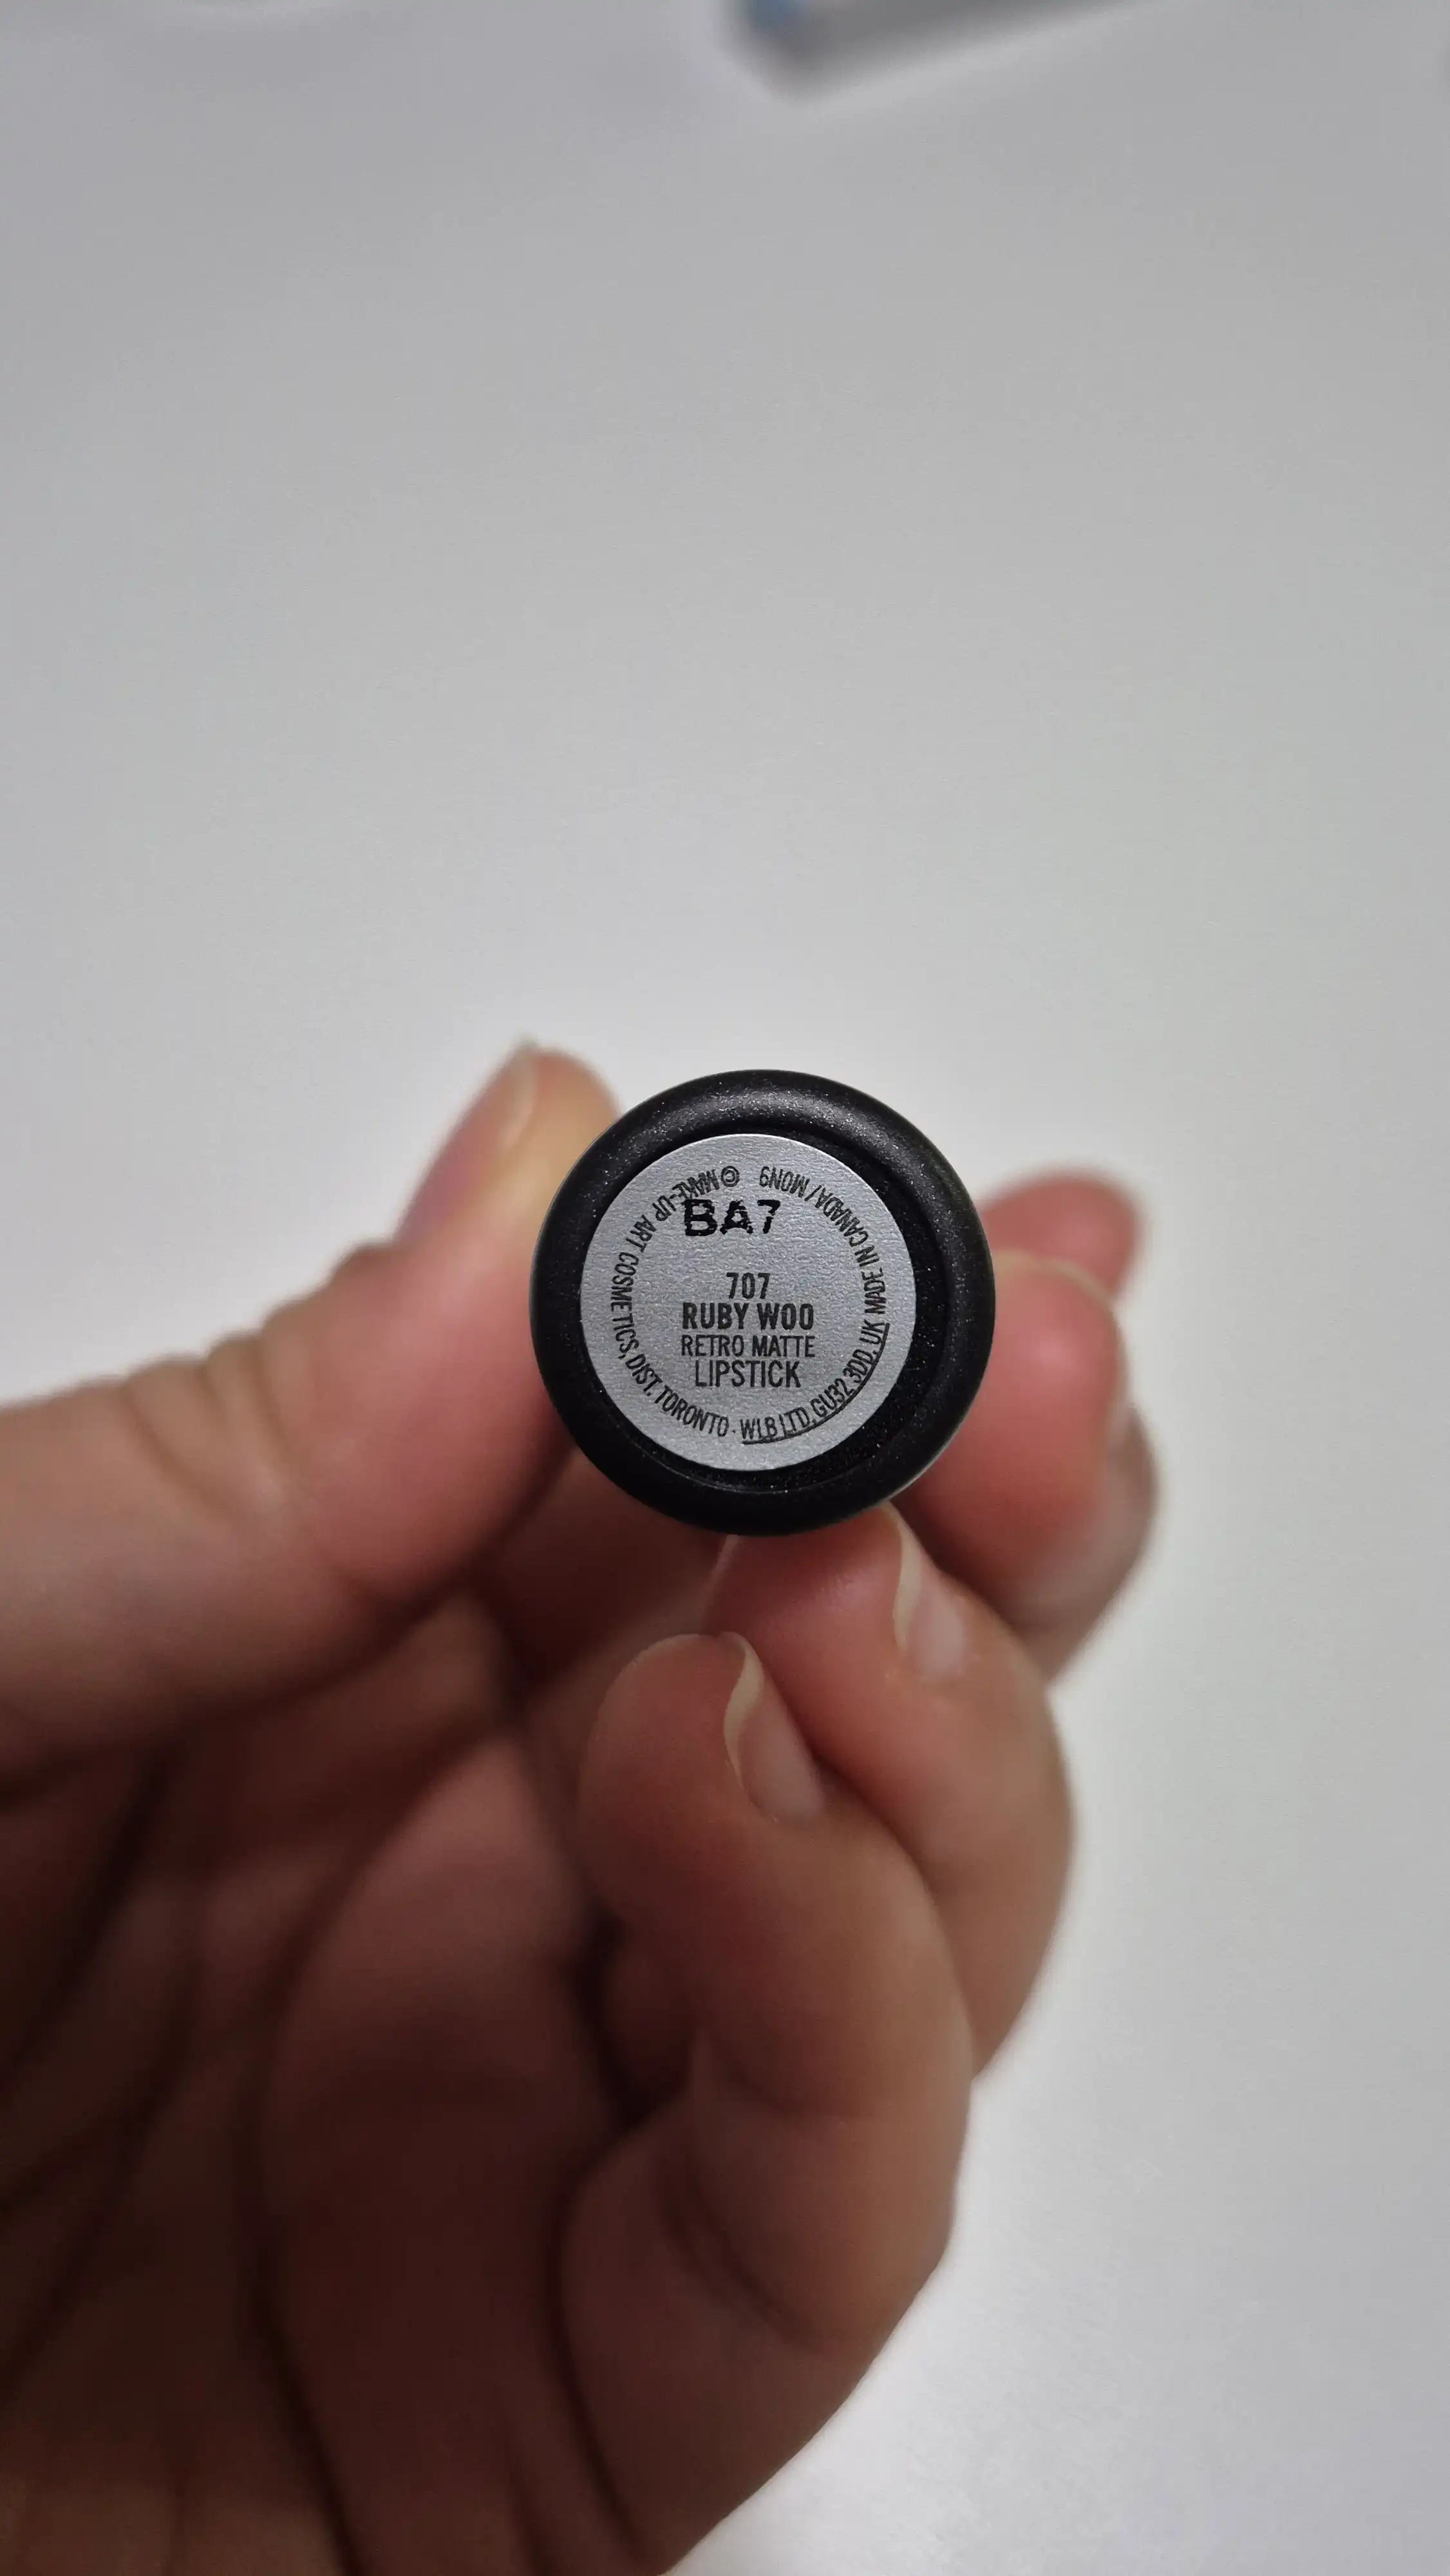 BA7
707
RUBY WOO
RETRO MATTE
LIPSTICK
© MAKE-UP ART COSMETICS, DIST. TORONTO · WLB LTD, GU32 3DD, UK MADE IN CANADA/